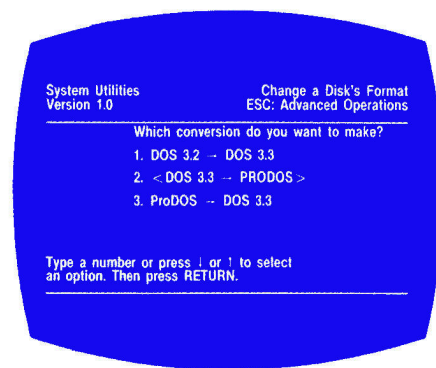 System Utilities
Version 1.0
Change a Disk's Format
ESC: Advanced Operations
Which conversion do you want to make?
1. DOS 3.2 → DOS 3.3
2. <DOS 3.3 → PRODOS>
3. ProDOS → DOS 3.3
Type a number or press ↓ or ↑ to select
an option. Then press RETURN.